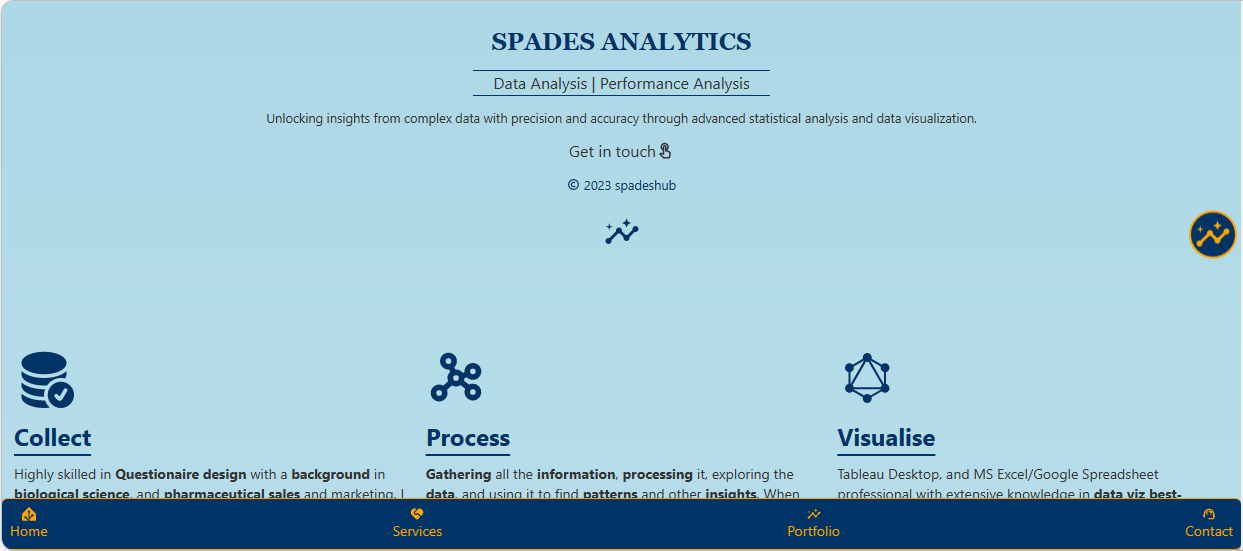 SPADES ANALYTICS
Data Analysis | Performance Analysis
Unlocking insights from complex data with precision and accuracy through advanced statistical analysis and data visualization.
Get in touch
© 2023 spadeshub
Collect
Highly skilled in Questionaire design with a background in
biological science, and pharmaceutical sales and marketing. I
Process
Gathering all the information, processing it, exploring the
data, and using it to find patterns and other insights. When
Visualise
Tableau Desktop, and MS Excel/Google Spreadsheet
professional with extensive knowledge in data viz best-
Home
Services
Portfolio
Contact